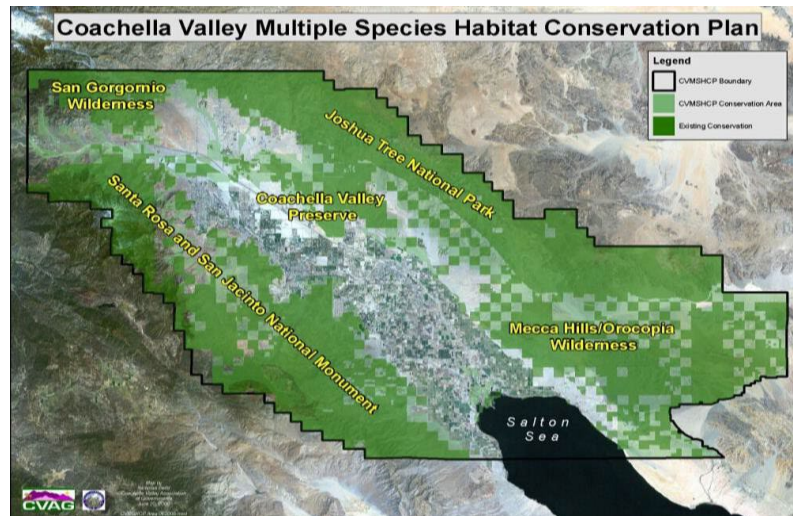 Coachella Valley Multiple Species Habitat Conservation Plan
Legend
CVMSHCP Boundary
CVMSHCP Conservation Area
Existing Conservation
San Gorgornio
Wilderness
Joshua Tree National Park
Coachella Valley
Preserve
Santa Rosa and San Jacinto National Monument
Mecca Hills/Orocopia
Wilderness
Salton
Sea
CVAG